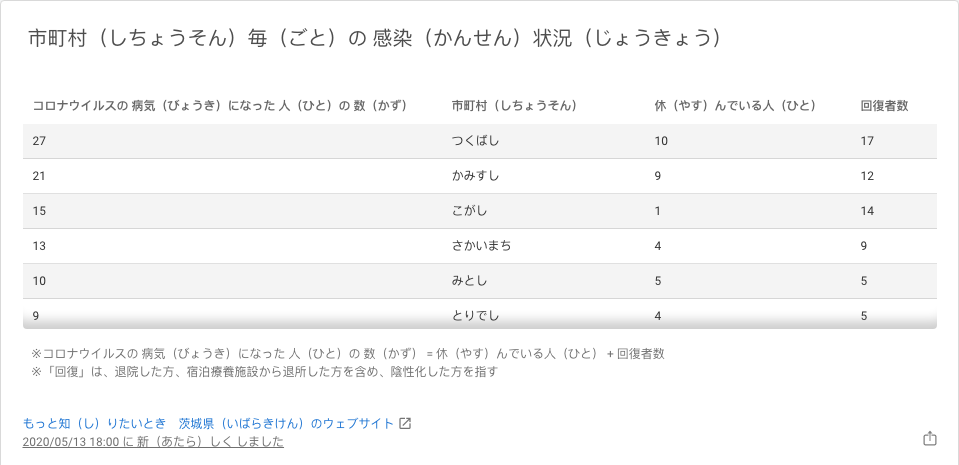 市町村（しちょうそん）毎（ごと）の 感染（かんせん）状況（じょうきょう）
コロナウイルスの 病気（びょうき）になった 人（ひと）の 数（かず） 市町村（しちょうそん） 休（やす）んでいる人（ひと） 回復者数
27 つくばし 10 17
21 かみすし 9 12
15 こがし 1 14
13 さかいまち 4 9
10 みとし 5 5
9 とりでし 4 5
※コロナウイルスの 病気（びょうき）になった 人（ひと）の 数（かず） = 休（やす）んでいる人（ひと） + 回復者数
※「回復」は、退院した方、宿泊療養施設から退所した方を含め、陰性化した方を指す
もっと知（し）りたいとき　茨城県（いばらきけん）のウェブサイト
2020/05/13 18:00 に 新（あたら）しく しました